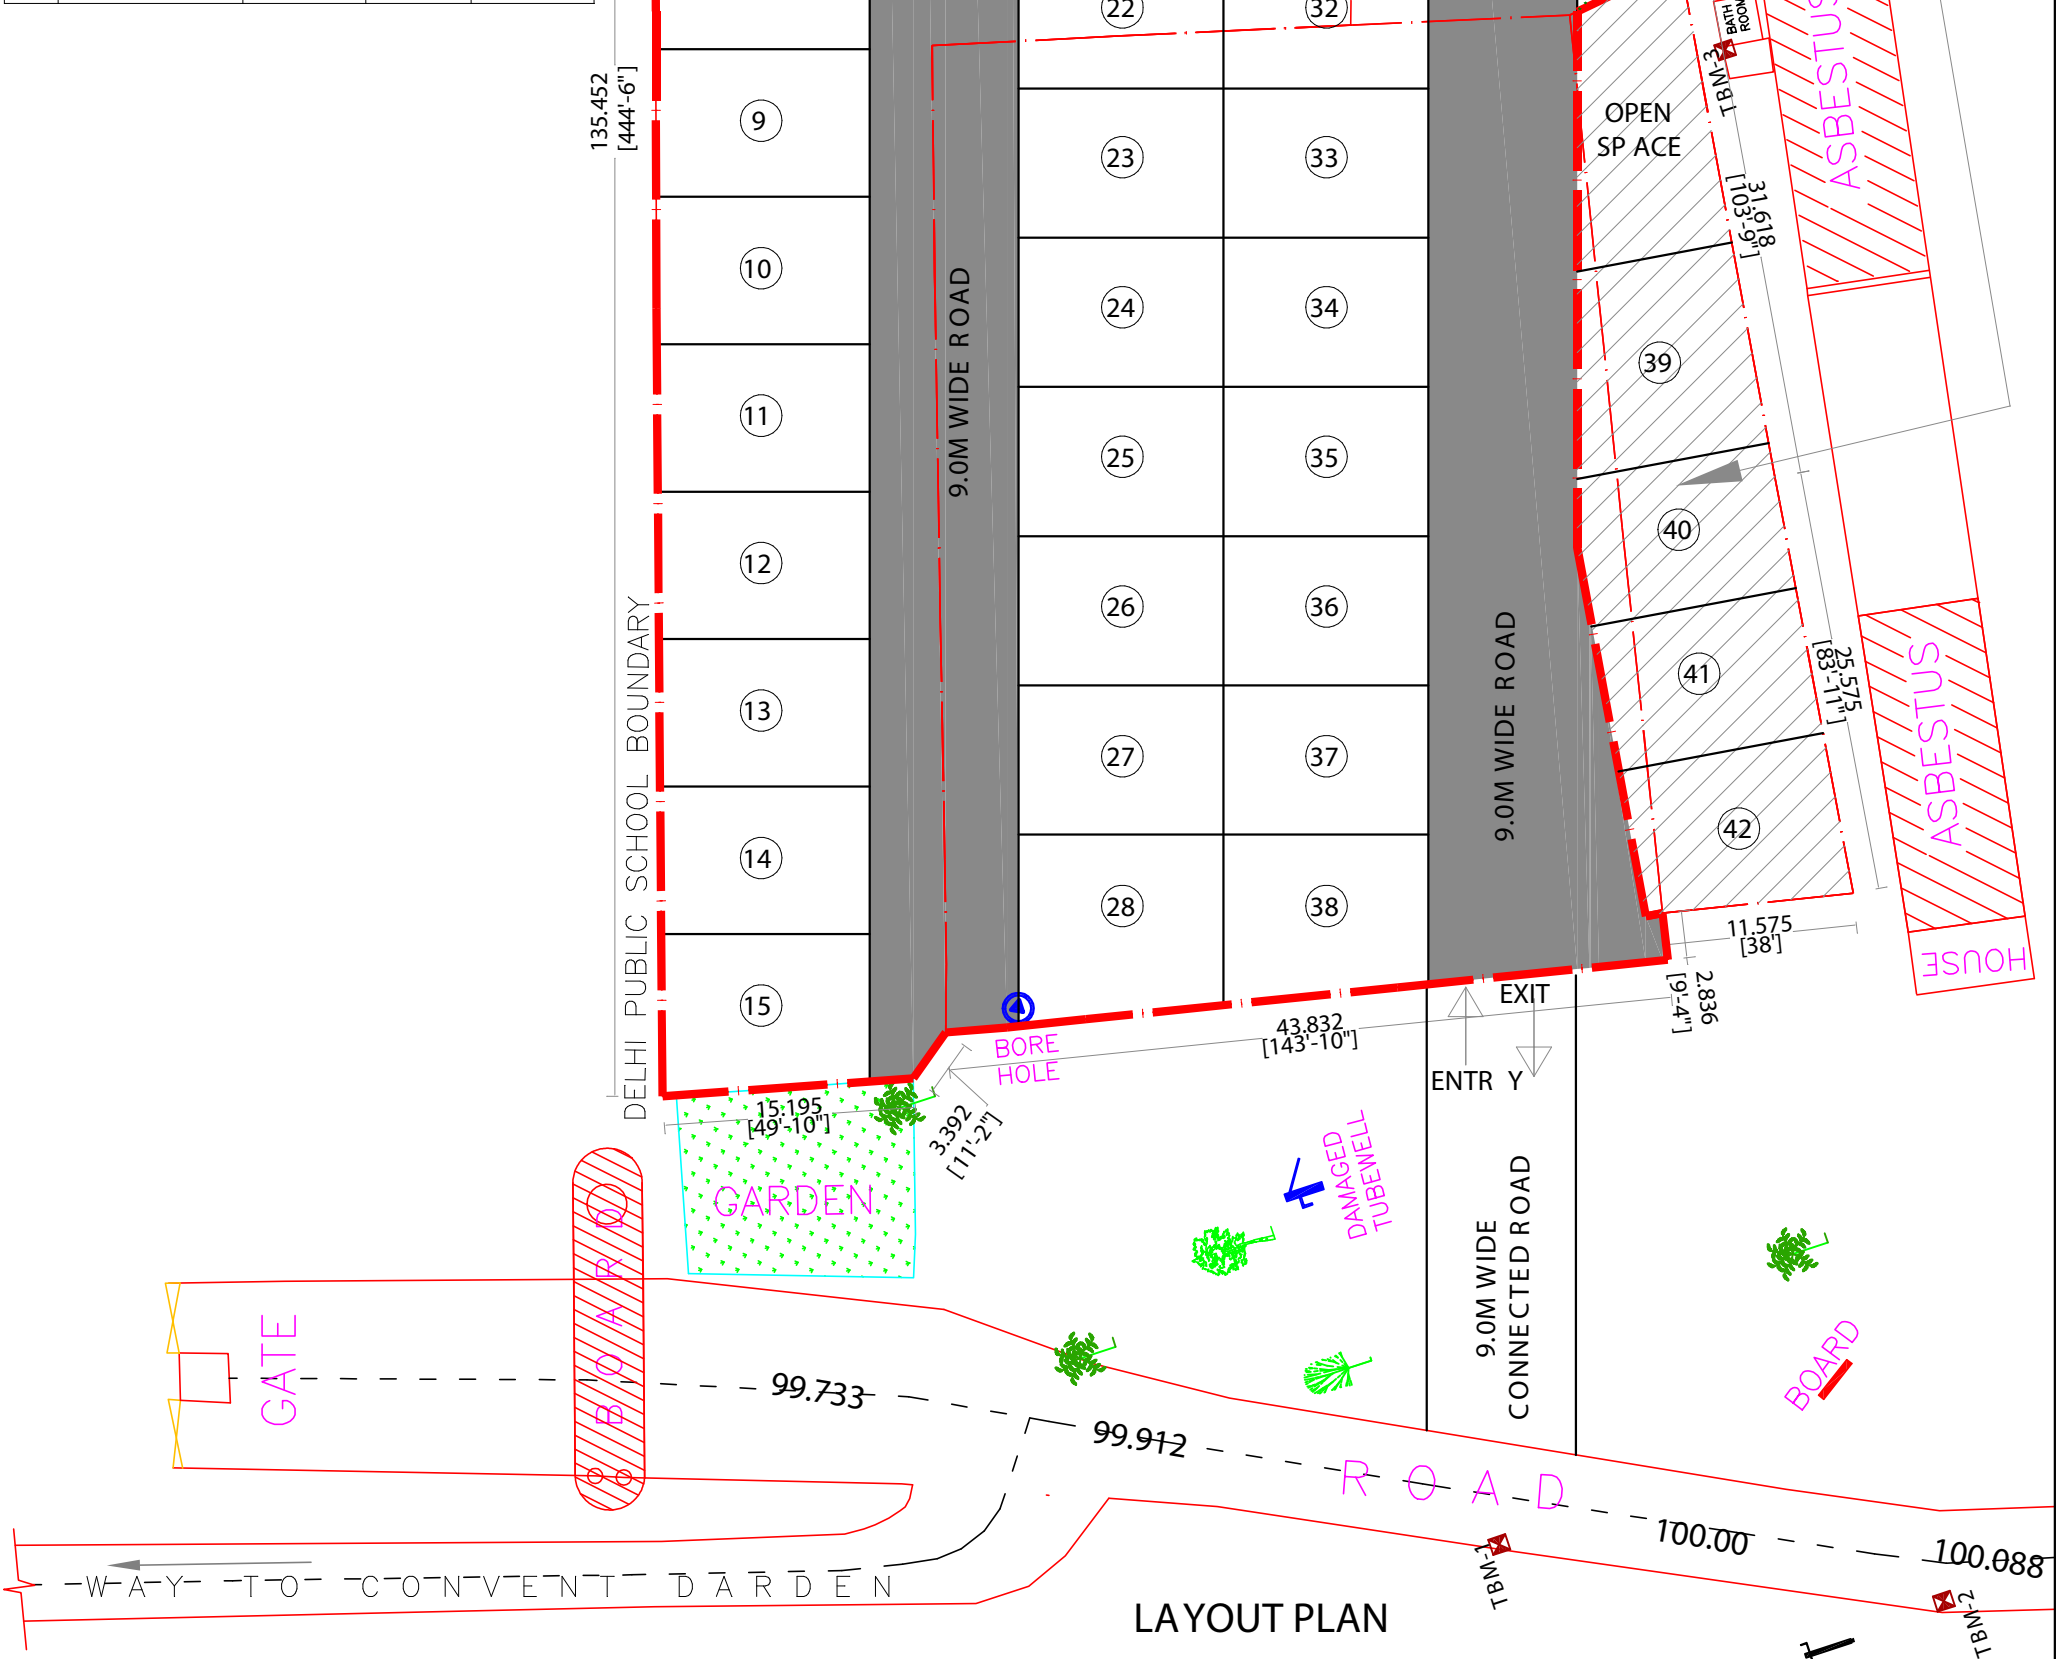 22
32
BATH
ROOM
TBM-3
ASBESTUS
135.452
[444'-6"]
9
23
33
OPEN
SP ACE
31.618
[103'-9"]
10
24
34
9.0M WIDE ROAD
39
11
25
35
12
26
36
40
DELHI PUBLIC SCHOOL BOUNDARY
13
27
37
9.0M WIDE ROAD
41
25.575
[83'-11"]
ASBESTUS
14
28
38
42
11.575
[38']
HOUSE
15
2.836
[9'-4"]
EXIT
43.832
[143'-10"]
BORE
HOLE
ENTR Y
15.195
[49'-10"]
3.392
[11'-2"]
DAMAGED
TUBEWELL
GARDEN
9.0M WIDE
CONNECTED ROAD
BOARD
GATE
BOARD
99.733
99.912
ROAD
100.00
100.088
TBM-1
TBM-2
WAY TO CONVENT DARDEN
LAYOUT PLAN